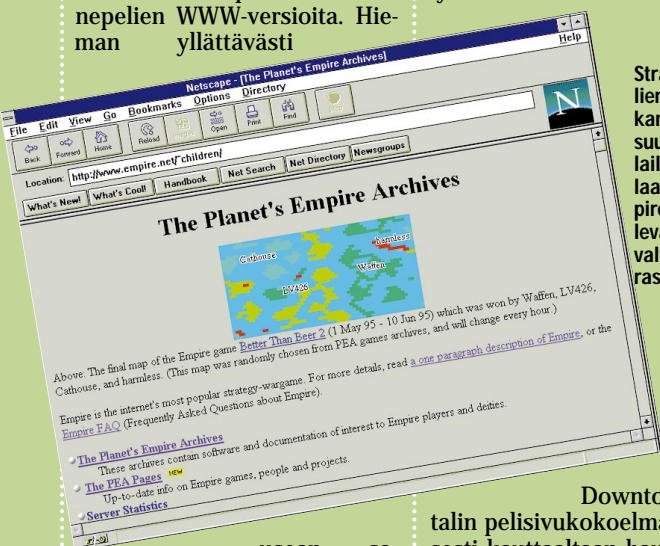 nepelien WWW-versioita. Hie-
man yllättävästi
Netscape - [The Planet's Empire Archives]
File Edit View Go Bookmarks Options Directory Help
Back Forward Home Reload Open Print Find
Location: http://www.empire.net/~children/
What's New! What's Cool! Handbook Net Search Net Directory Newsgroups
N
The Planet's Empire Archives
Cathouse
harmless
LV426
Waffen
Above: The final map of the Empire game Better Than Beer 2 (1 May 95 - 10 Jun 95) which was won by Waffen, LV426,
Cathouse, and harmless. (This map was randomly chosen from PEA games archives, and will change every hour.)
Empire is the internet's most popular strategy-wargame. For more details, read a one paragraph description of Empire, or the
Empire FAQ (Frequently Asked Questions about Empire).
The Planet's Empire Archives
These archives contain software and documentation of interest to Empire players and deities.
The PEA Pages NEW
Up-to-date info on Empire games, people and projects.
Server Statistics
Downto
talin pelisivukokoelma